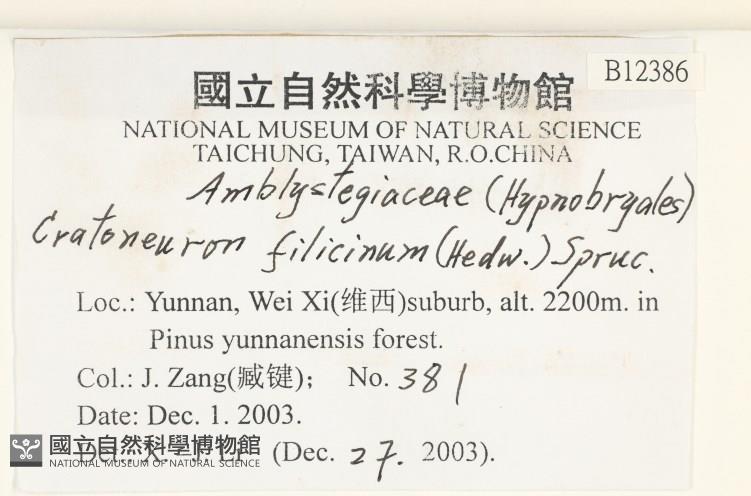 B12386
國立自然科學博物館
NATIONAL MUSEUM OF NATURAL SCIENCE
TAICHUNG, TAIWAN, R.O.CHINA
Amblystegiaceae (Hypnobryales)
Cratoneuron filicinum (Hedw.) Spruc.
Loc.: Yunnan, Wei Xi(维西)suburb, alt. 2200m. in
Pinus yunnanensis forest.
Col.: J. Zang(臧键); No. 381
Date: Dec. 1. 2003.
(Dec. 27. 2003).
國立自然科學博物館
NATIONAL MUSEUM OF NATURAL SCIENCE